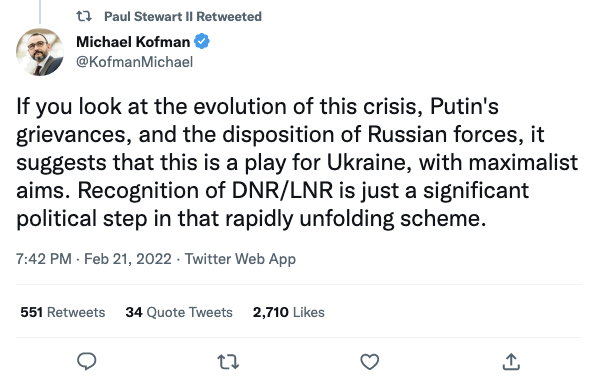 Paul Stewart II Retweeted
Michael Kofman
@KofmanMichael
If you look at the evolution of this crisis, Putin's
grievances, and the disposition of Russian forces, it
suggests that this is a play for Ukraine, with maximalist
aims. Recognition of DNR/LNR is just a significant
political step in that rapidly unfolding scheme.
7:42 PM · Feb 21, 2022 · Twitter Web App
551 Retweets 34 Quote Tweets 2,710 Likes